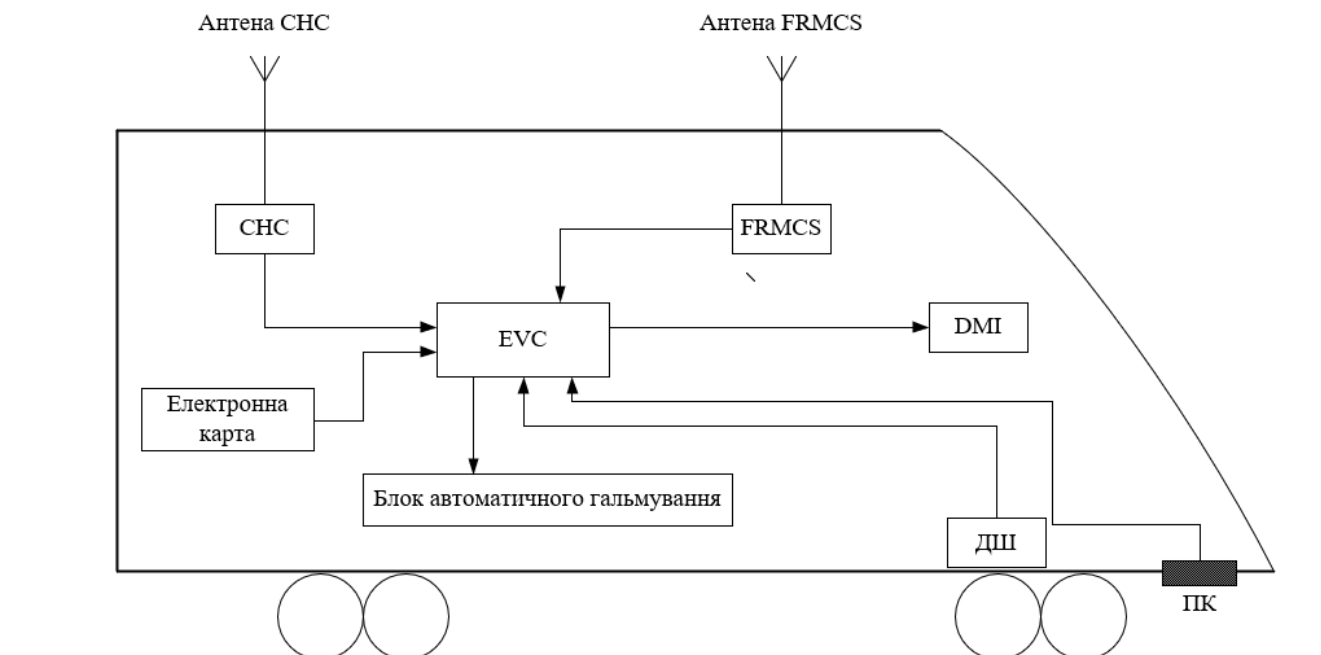 Антена СНС
Антена FRMCS
СНС
FRMCS
EVC
DMI
Електронна
карта
Блок автоматичного гальмування
ДШ
ПК